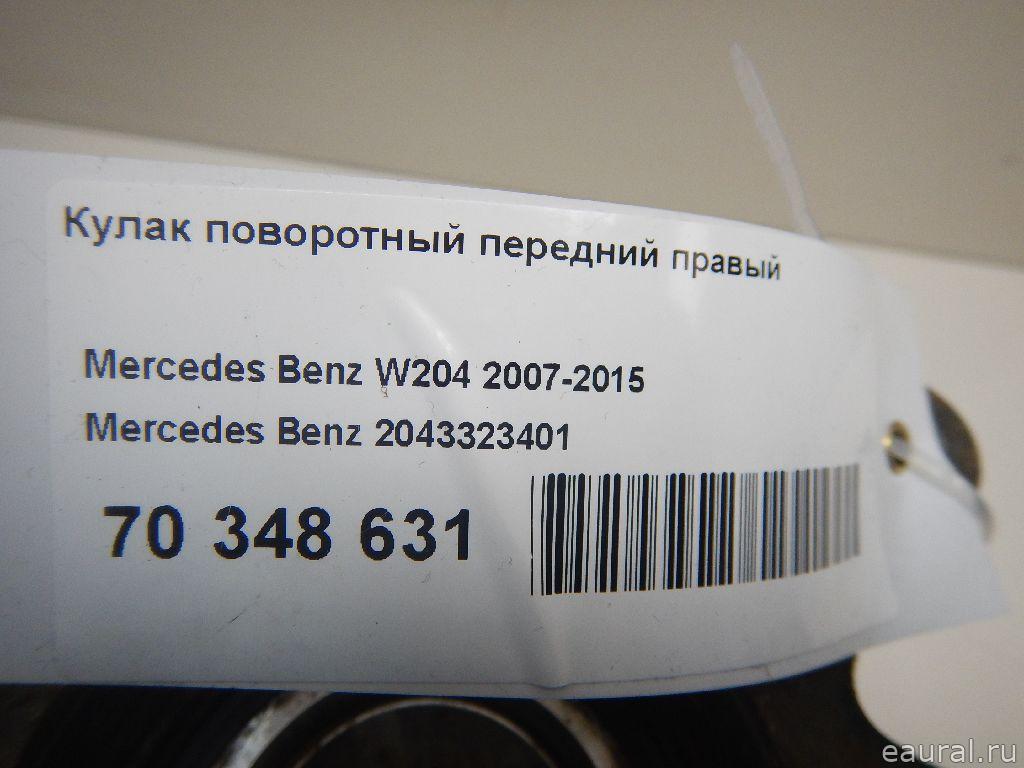 Кулак поворотный передний правый
Mercedes Benz W204 2007-2015
Mercedes Benz 2043323401
70 348 631
eaural.ru